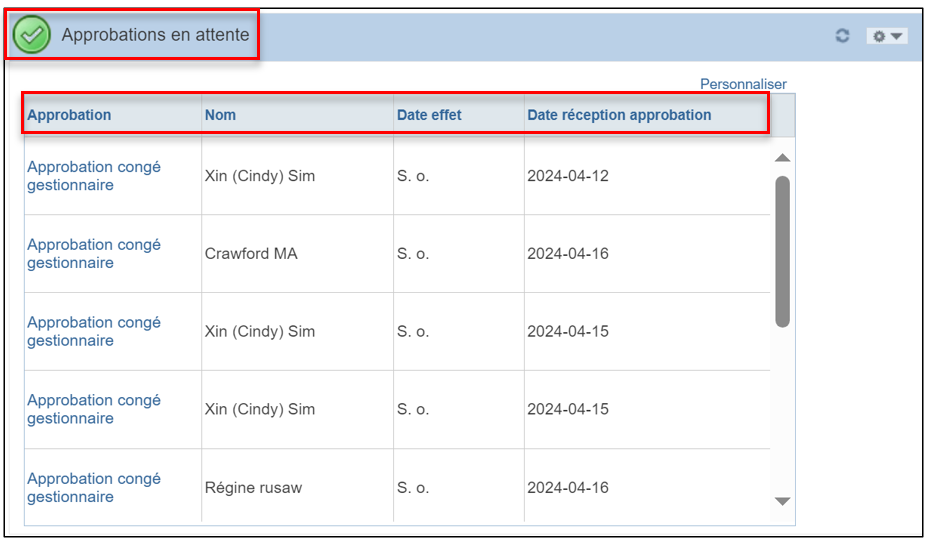 Approbations en attente
Personnaliser
Approbation Nom Date effet Date réception approbation
Approbation congé
gestionnaire Xin (Cindy) Sim S. o. 2024-04-12
Approbation congé
gestionnaire Crawford MA S. o. 2024-04-16
Approbation congé
gestionnaire Xin (Cindy) Sim S. o. 2024-04-15
Approbation congé
gestionnaire Xin (Cindy) Sim S. o. 2024-04-15
Approbation congé
gestionnaire Régine rusaw S. o. 2024-04-16